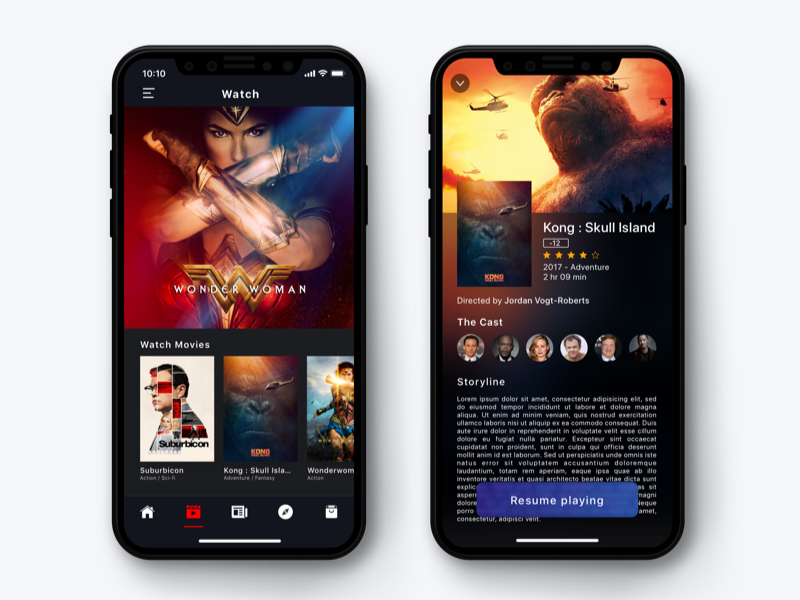 10:10
Watch
WONDER WOMAN
Watch Movies
Suburbicon
KONG
Suburbicon
Action / Sci-fi
Kong : Skull Isla...
Adventure / Fantasy
Wonderwom
Action
Kong : Skull Island
-12
2017 - Adventure
2 hr 09 min
KONG
Directed by Jordan Vogt-Roberts
The Cast
Storyline
Lorem ipsum dolor sit amet, consectetur adipisicing elit, sed
do eiusmod tempor incididunt ut labore et dolore magna
aliqua. Ut enim ad minim veniam, quis nostrud exercitation
ullamco laboris nisi ut aliquip ex ea commodo consequat. Duis
aute irure dolor in reprehenderit in voluptate velit esse cillum
dolore eu fugiat nulla pariatur. Excepteur sint occaecat
cupidatat non proident, sunt in culpa qui officia deserunt
mollit anim id est laborum. Sed ut perspiciatis unde omnis iste
natus error sit voluptatem accusantium doloremque
laudantium, totam rem aperiam, eaque ipsa quae ab illo
inventore veritatis et quasi architecto beatae vitae dicta sunt
explic as sit
asperr magni
dolore Neque
porro amet,
consectetur, adipisci velit.
Resume playing